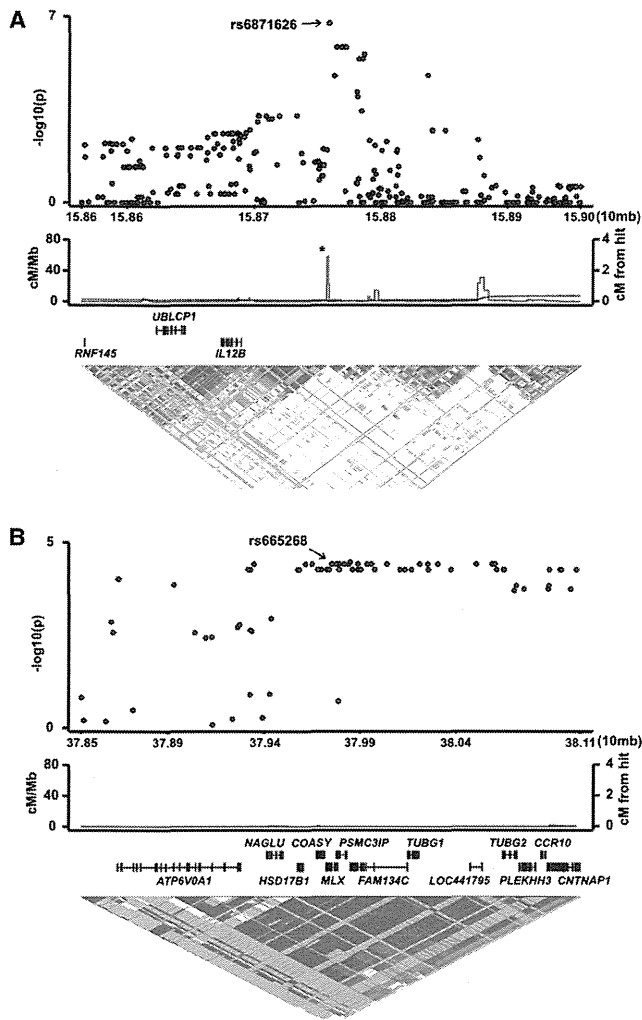 A
7
rs6871626
-log10(p)
0
15.86 15.86 15.87 15.88 15.89 15.90 (10mb)
80 4
*
cM/Mb 40 2 cM from hit
0 0
UBLCP1
RNF145 IL12B
B
5
rs665268
-log10(p)
0
37.85 37.89 37.94 37.99 38.04 38.11 (10mb)
80 4
cM/Mb 40 2 cM from hit
0 0
NAGLU COASY PSMC3IP TUBG1 TUBG2 CCR10
ATP6V0A1 HSD17B1 MLX FAM134C LOC441795 PLEKHH3 CNTNAP1